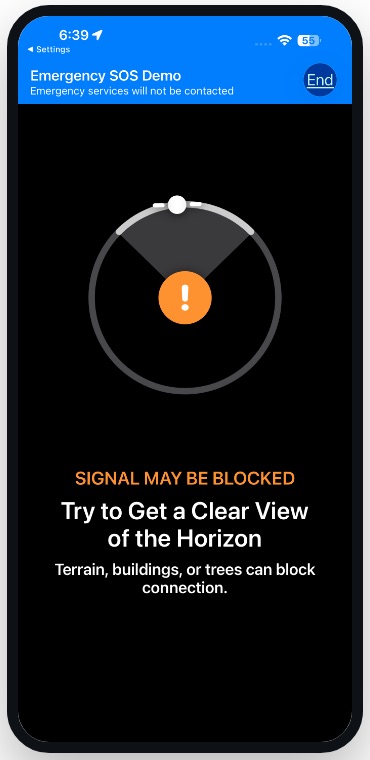 6:39
55
Settings
Emergency SOS Demo
Emergency services will not be contacted
End
!
SIGNAL MAY BE BLOCKED
Try to Get a Clear View
of the Horizon
Terrain, buildings, or trees can block
connection.